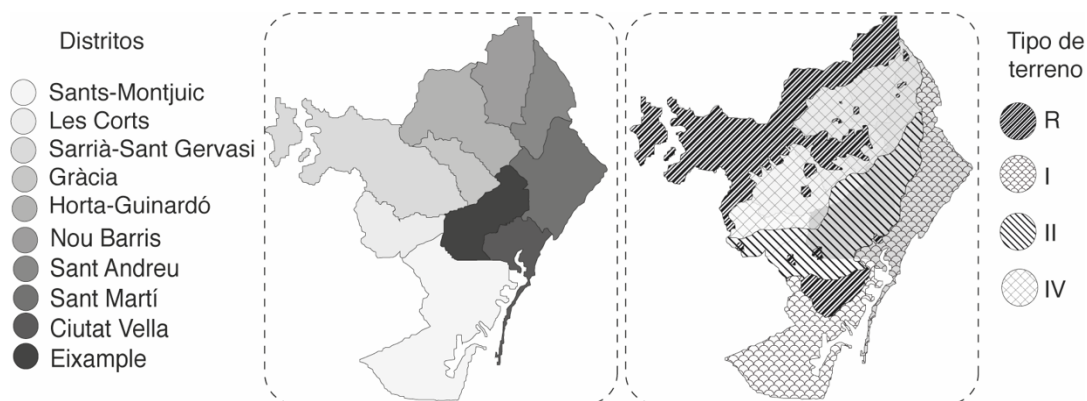 Distritos
Sants-Montjuic
Les Corts
Sarrià-Sant Gervasi
Gràcia
Horta-Guinardó
Nou Barris
Sant Andreu
Sant Martí
Ciutat Vella
Eixample
Tipo de
terreno
R
I
II
IV